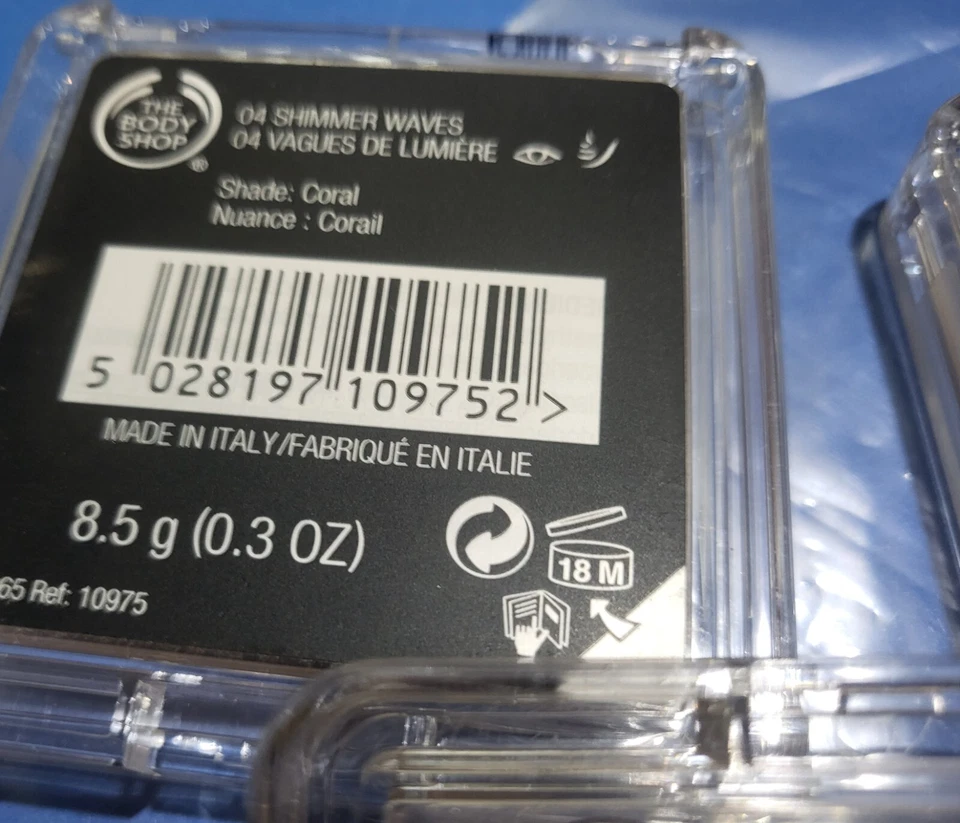 THE
BODY
SHOP
®
04 SHIMMER WAVES
04 VAGUES DE LUMIÈRE
Shade: Coral
Nuance : Corail
5 028197 109752 >
MADE IN ITALY/FABRIQUÉ EN ITALIE
8.5 g (0.3 OZ)
18 M
65 Ref: 10975